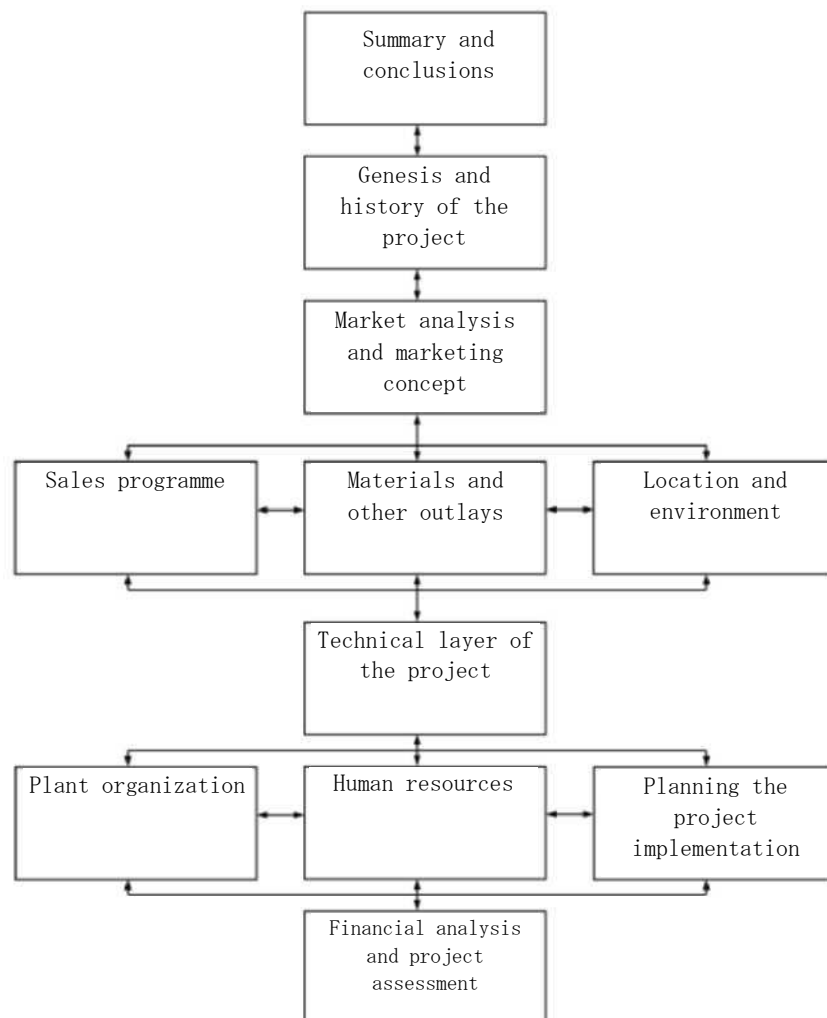 Summary and
conclusions
Genesis and
history of the
project
Market analysis
and marketing
concept
Sales programme
Materials and
other outlays
Location and
environment
Technical layer of
the project
Plant organization
Human resources
Planning the
project
implementation
Financial analysis
and project
assessment